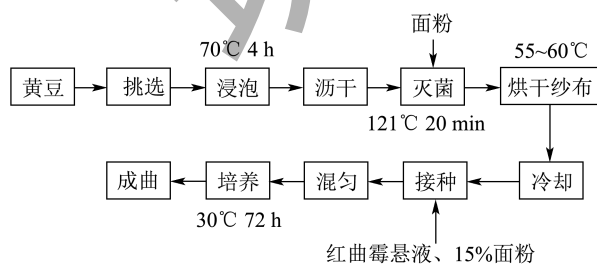 面粉
70℃ 4 h
55~60℃
黄豆
挑选
浸泡
沥干
灭菌
烘干纱布
121℃ 20 min
成曲
培养
混匀
接种
冷却
30℃ 72 h
红曲霉悬液、15%面粉